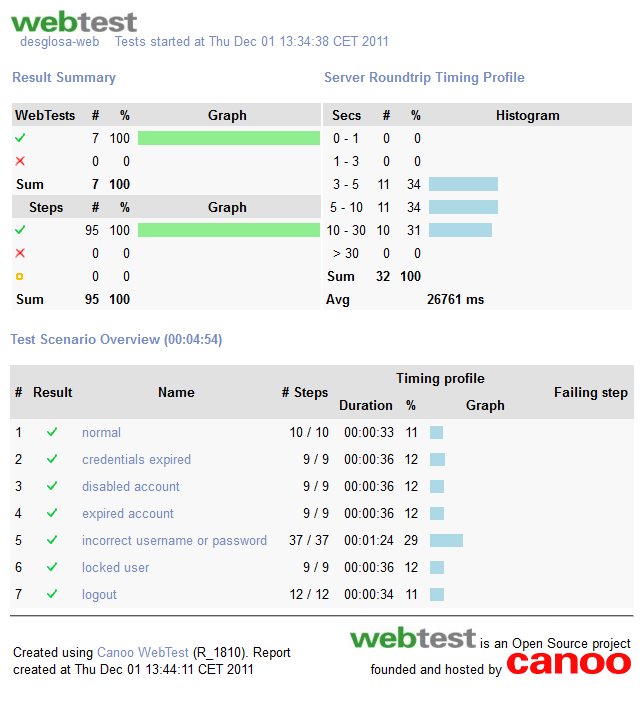 webtest
desglosa-web Tests started at Thu Dec 01 13:34:38 CET 2011
Result Summary
WebTests # % Graph
7 100
0 0
Sum 7 100
Steps # % Graph
95 100
0 0
0 0
Sum 95 100
Server Roundtrip Timing Profile
Secs # % Histogram
0 - 1 0 0
1 - 3 0 0
3 - 5 11 34
5 - 10 11 34
10 - 30 10 31
> 30 0 0
Sum 32 100
Avg 26761 ms
Test Scenario Overview (00:04:54)
# Result Name # Steps Timing profile Failing step
Duration % Graph
1 normal 10 / 10 00:00:33 11
2 credentials expired 9 / 9 00:00:36 12
3 disabled account 9 / 9 00:00:36 12
4 expired account 9 / 9 00:00:36 12
5 incorrect username or password 37 / 37 00:01:24 29
6 locked user 9 / 9 00:00:36 12
7 logout 12 / 12 00:00:34 11
Created using Canoo WebTest (R_1810). Report
created at Thu Dec 01 13:44:11 CET 2011
webtest is an Open Source project
founded and hosted by canoo